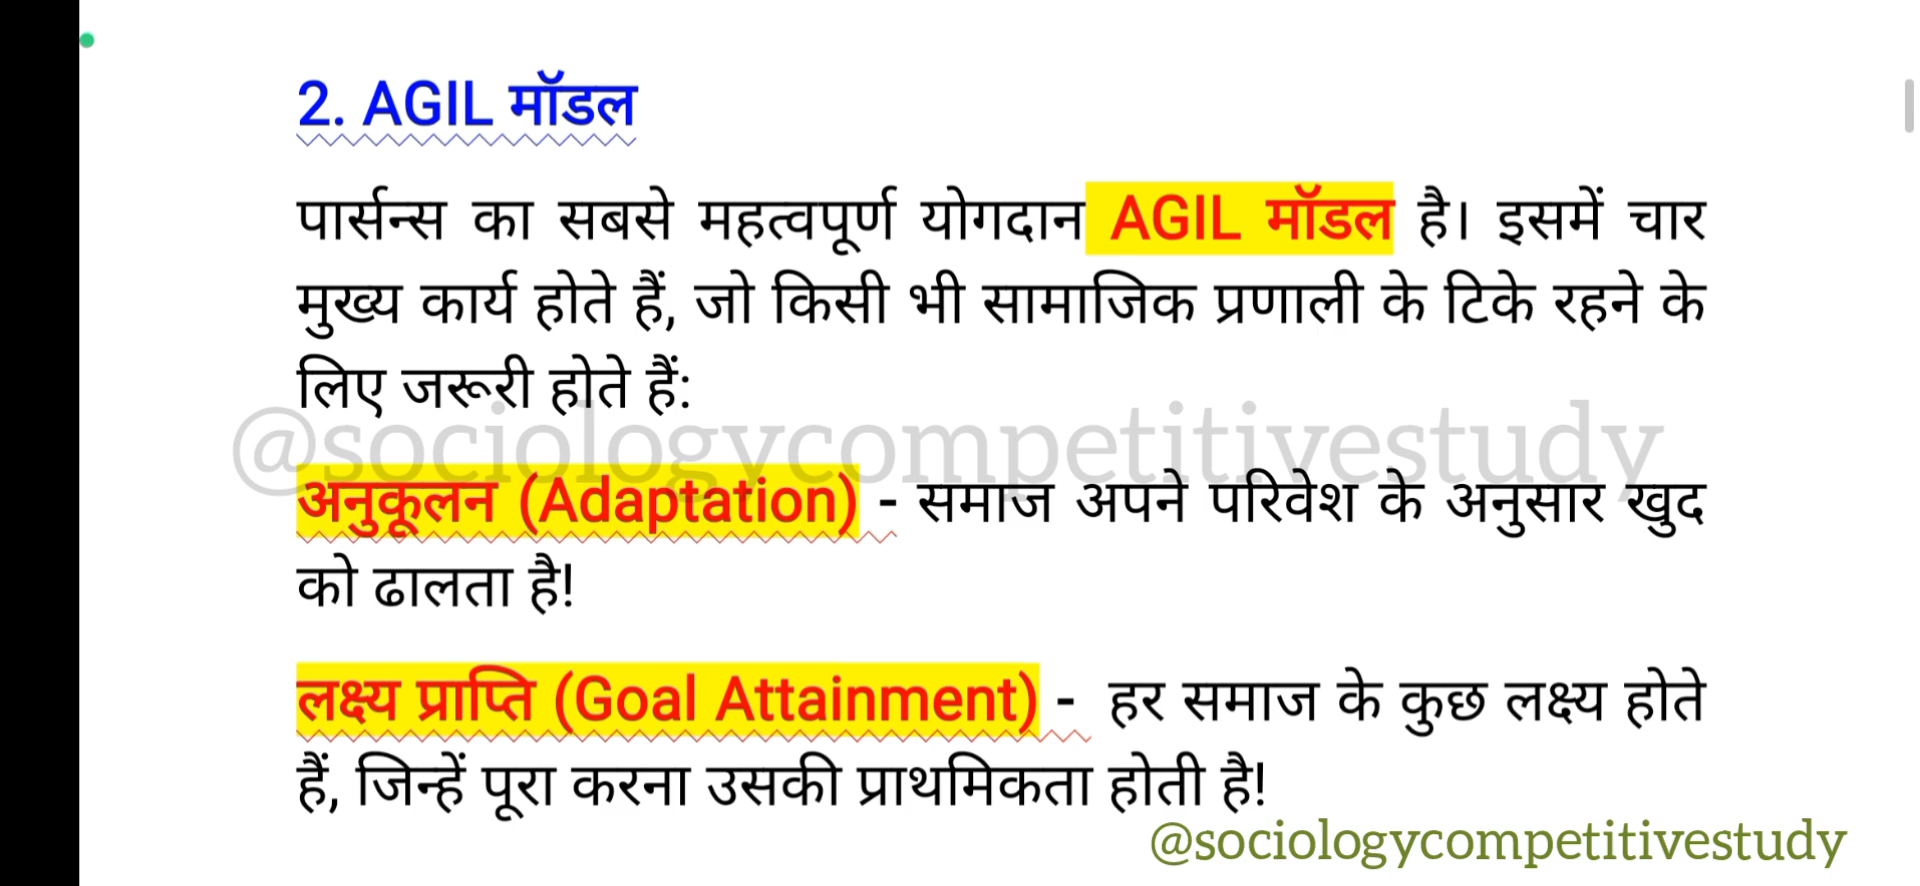 2. AGIL मॉडल
पार्सन्स का सबसे महत्वपूर्ण योगदान AGIL मॉडल है। इसमें चार
मुख्य कार्य होते हैं, जो किसी भी सामाजिक प्रणाली के टिके रहने के
लिए जरूरी होते हैं:
@sociologycompetitivestudy
अनुकूलन (Adaptation) - समाज अपने परिवेश के अनुसार खुद
को ढालता है!
लक्ष्य प्राप्ति (Goal Attainment) - हर समाज के कुछ लक्ष्य होते
हैं, जिन्हें पूरा करना उसकी प्राथमिकता होती है!
@sociologycompetitivestudy